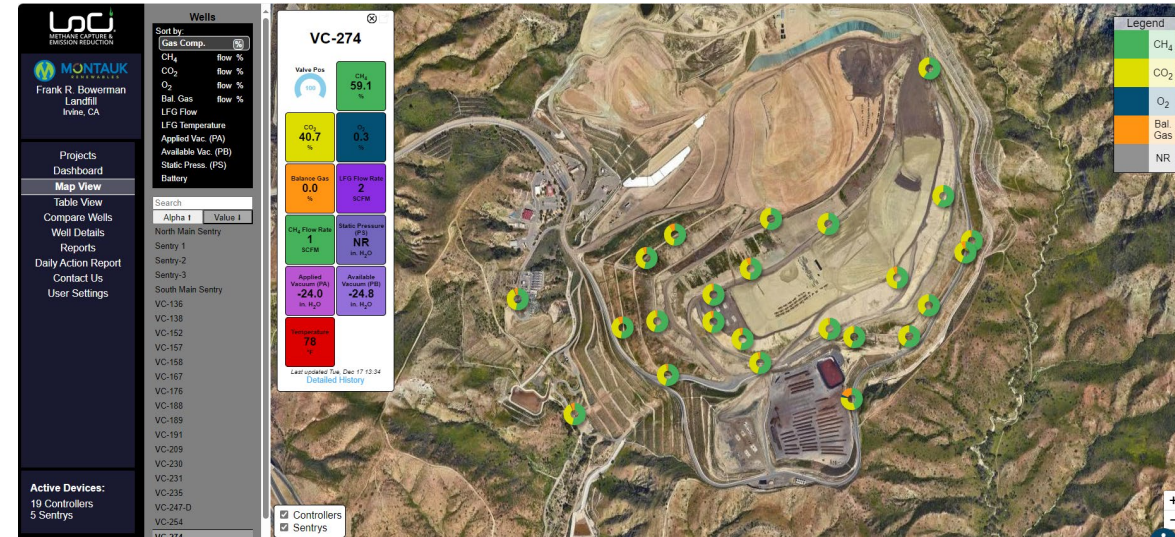 LoCi
METHANE CAPTURE &
EMISSION REDUCTION
MONTAUK
RENEWABLES
Frank R. Bowerman
Landfill
Irvine, CA
Projects
Dashboard
Map View
Table View
Compare Wells
Well Details
Reports
Daily Action Report
Contact Us
User Settings
Active Devices:
19 Controllers
5 Sentrys
Wells
Sort by:
Gas Comp. %
CH4 flow %
CO2 flow %
O2 flow %
Bal. Gas flow %
LFG Flow
LFG Temperature
Applied Vac. (PA)
Available Vac. (PB)
Static Press. (PS)
Battery
Search
Alpha ↑ Value ↓
North Main Sentry
Sentry 1
Sentry-2
Sentry-3
South Main Sentry
VC-136
VC-138
VC-152
VC-157
VC-158
VC-167
VC-176
VC-188
VC-189
VC-191
VC-209
VC-230
VC-231
VC-235
VC-247-D
VC-254
VC-274
VC-274
Valve Pos
100
CH4
59.1
%
CO2
40.7
%
O2
0.3
%
Balance Gas
0.0
%
LFG Flow Rate
2
SCFM
CH4 Flow Rate
1
SCFM
Static Pressure
(PS)
NR
in. H2O
Applied
Vacuum (PA)
-24.0
in. H2O
Available
Vacuum (PB)
-24.8
in. H2O
Temperature
78
°F
Last updated Tue, Dec 17 13:34
Detailed History
Controllers
Sentrys
Legend
CH4
CO2
O2
Bal.
Gas
NR
+